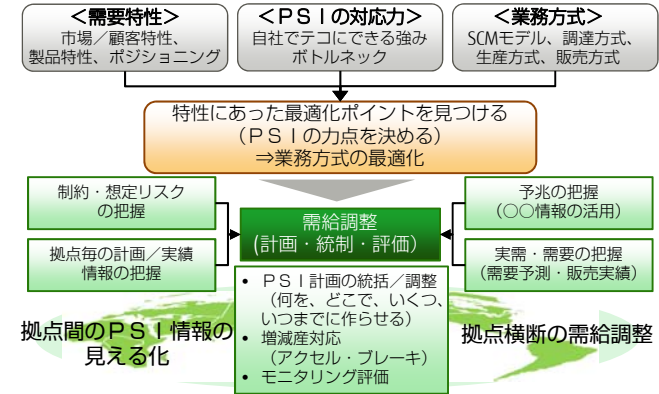 ＜需要特性＞
市場／顧客特性、
製品特性、ポジショニング
＜ＰＳＩの対応力＞
自社でテコにできる強み
ボトルネック
＜業務方式＞
SCMモデル、調達方式、
生産方式、販売方式
特性にあった最適化ポイントを見つける
（ＰＳＩの力点を決める）
⇒業務方式の最適化
制約・想定リスク
の把握
拠点毎の計画／実績
情報の把握
需給調整
(計画・統制・評価）
予兆の把握
(〇〇情報の活用)
実需・需要の把握
(需要予測・販売実績)
• ＰＳＩ計画の統括／調整
（何を、どこで、いくつ、
いつまでに作らせる）
• 増減産対応
（アクセル・ブレーキ）
• モニタリング評価
拠点間のＰＳＩ情報の
見える化
拠点横断の需給調整